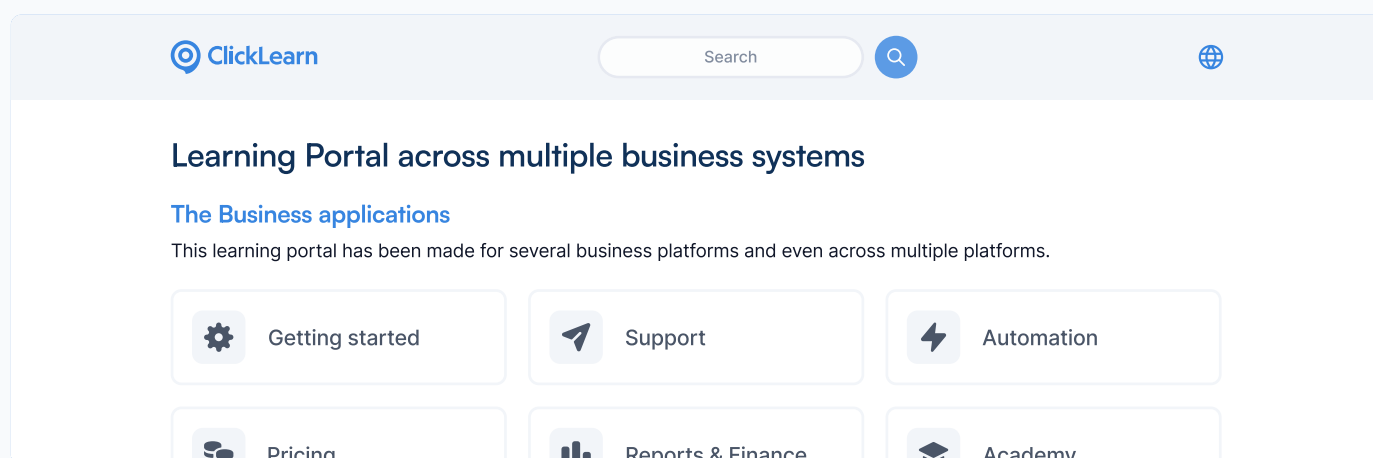 ClickLearn
Search
Learning Portal across multiple business systems
The Business applications
This learning portal has been made for several business platforms and even across multiple platforms.
Getting started
Support
Automation
Pricing
Reports & Finance
Academy